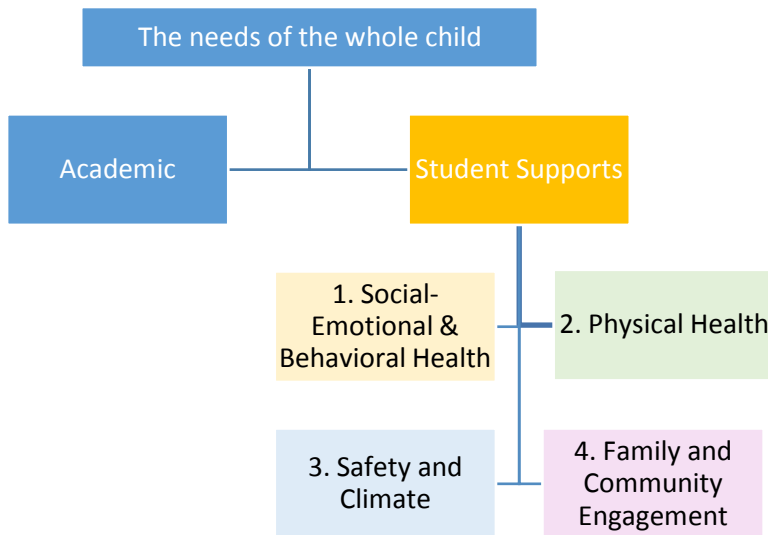 The needs of the whole child
Academic
Student Supports
1. Social-
Emotional &
Behavioral Health
2. Physical Health
3. Safety and
Climate
4. Family and
Community
Engagement